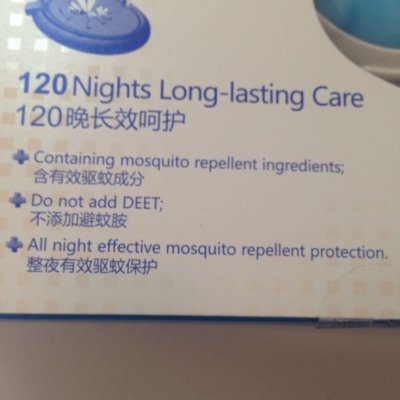 120 Nights Long-lasting Care
120晚长效呵护
Containing mosquito repellent ingredients;
含有效驱蚊成分
Do not add DEET;
不添加避蚊胺
All night effective mosquito repellent protection.
整夜有效驱蚊保护